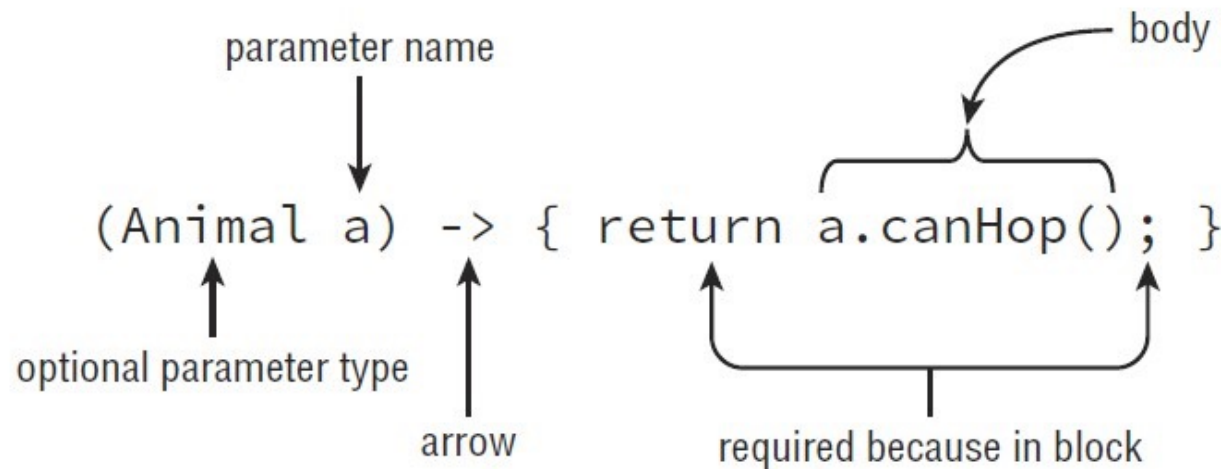 body
parameter name
(Animal a) -> { return a.canHop(); }
optional parameter type
arrow
required because in block